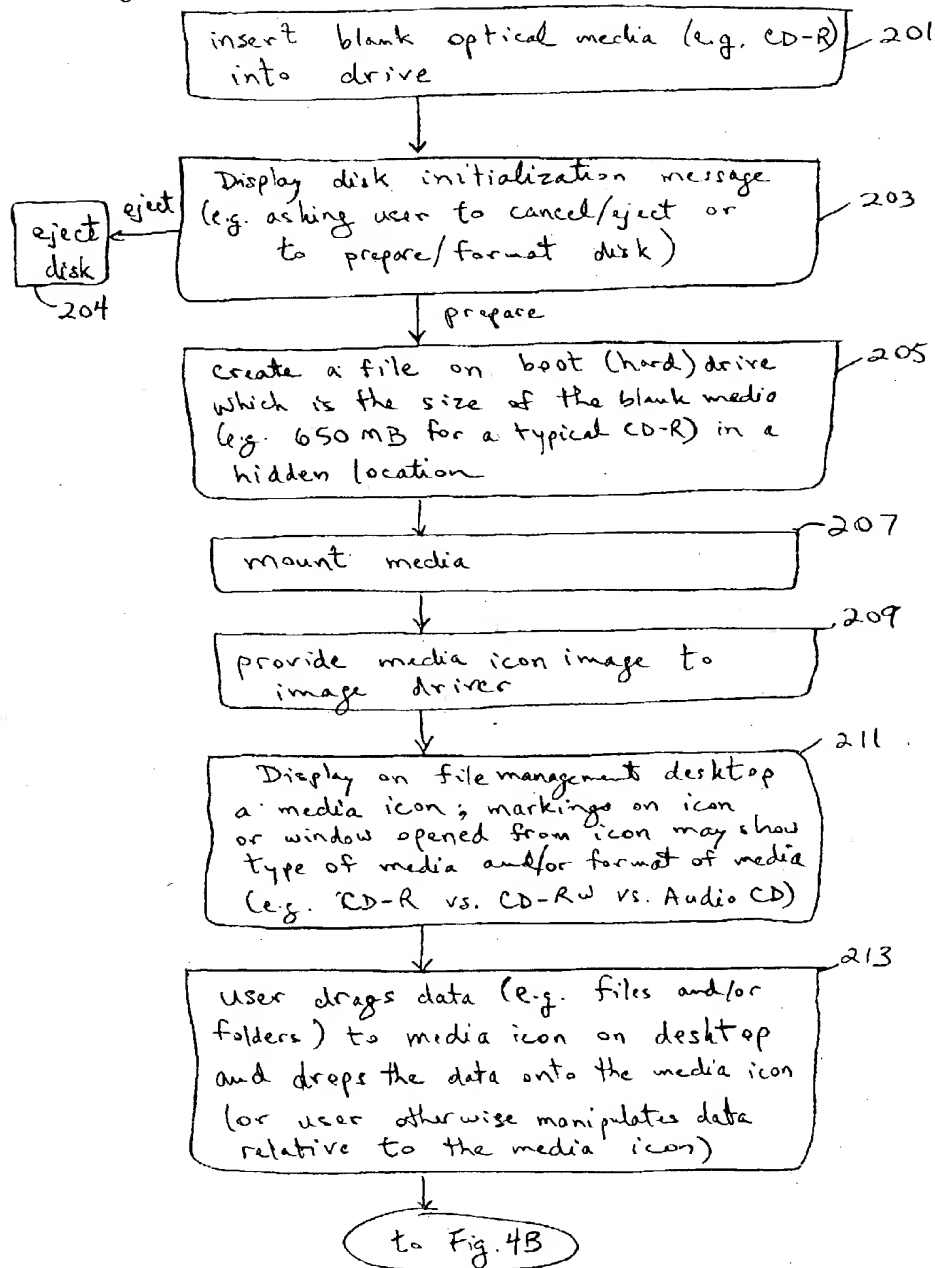 insert blank optical media (e.g. CD-R)
into drive
201
Display disk initialization message
(e.g. asking user to cancel/eject or
to prepare/format disk)
203
eject
eject
disk
204
prepare
create a file on boot (hard) drive
which is the size of the blank media
(e.g. 650 MB for a typical CD-R) in a
hidden location
205
mount media
207
provide media icon image to
image driver
209
Display on file management desktop
a media icon; markings on icon
or window opened from icon may show
type of media and/or format of media
(e.g. CD-R vs. CD-RW vs. Audio CD)
211
user drags data (e.g. files and/or
folders) to media icon on desktop
and drops the data onto the media icon
(or user otherwise manipulates data
relative to the media icon)
213
to Fig. 4B